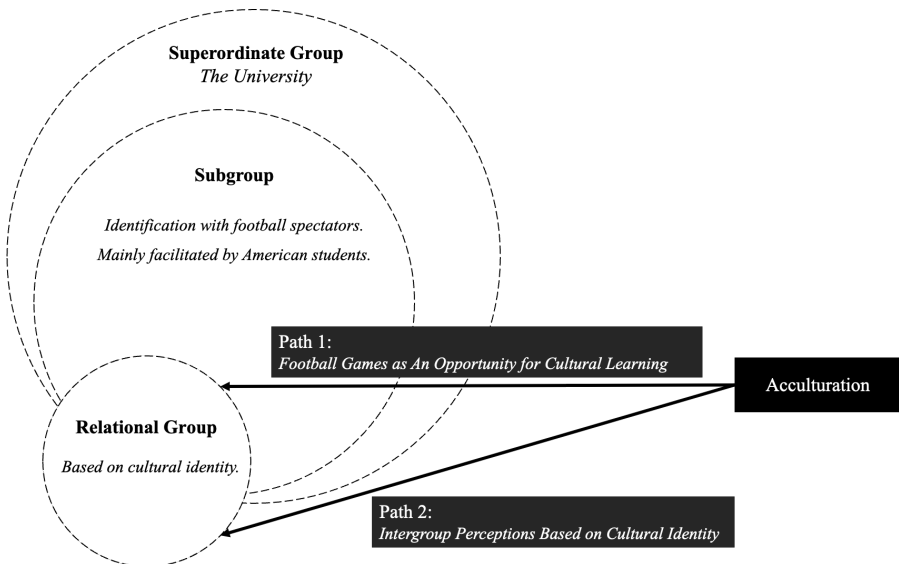 Superordinate Group
The University
Subgroup
Identification with football spectators.
Mainly facilitated by American students.
Path 1:
Football Games as An Opportunity for Cultural Learning
Acculturation
Relational Group
Based on cultural identity.
Path 2:
Intergroup Perceptions Based on Cultural Identity